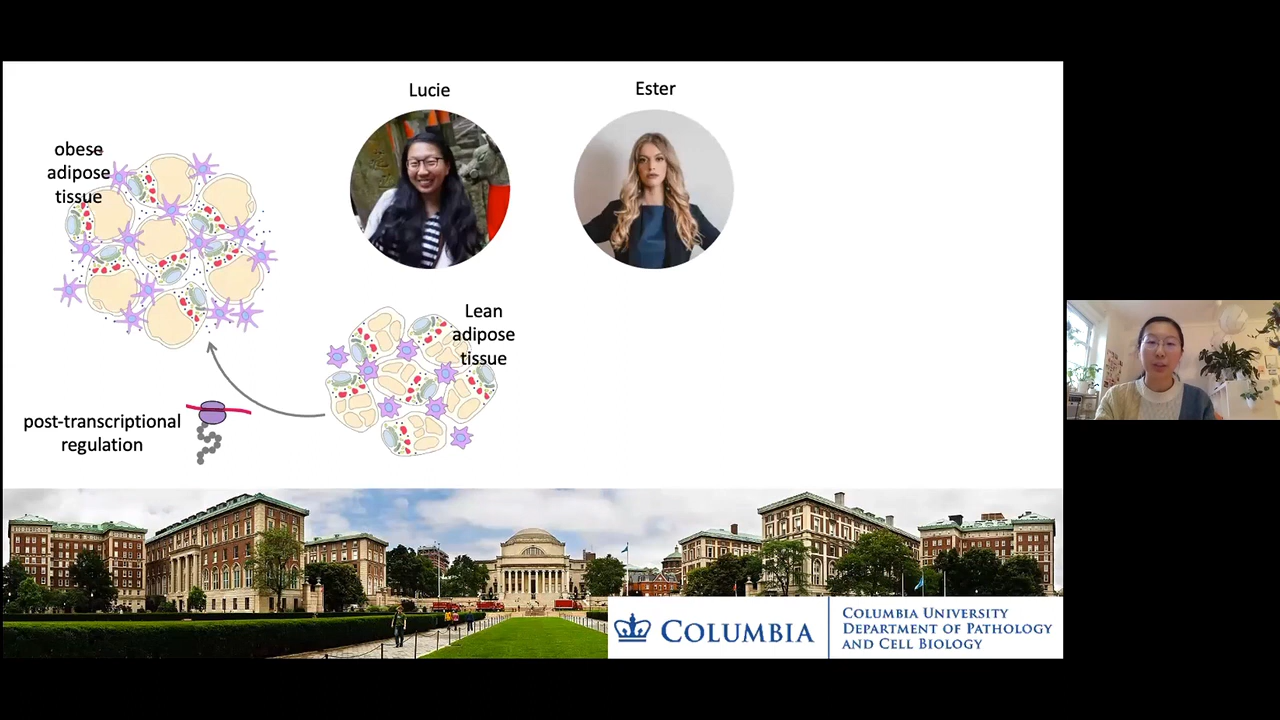 Lucie
Ester
obese
adipose
tissue
Lean
adipose
tissue
post-transcriptional
regulation
COLUMBIA
COLUMBIA UNIVERSITY
DEPARTMENT OF PATHOLOGY
AND CELL BIOLOGY